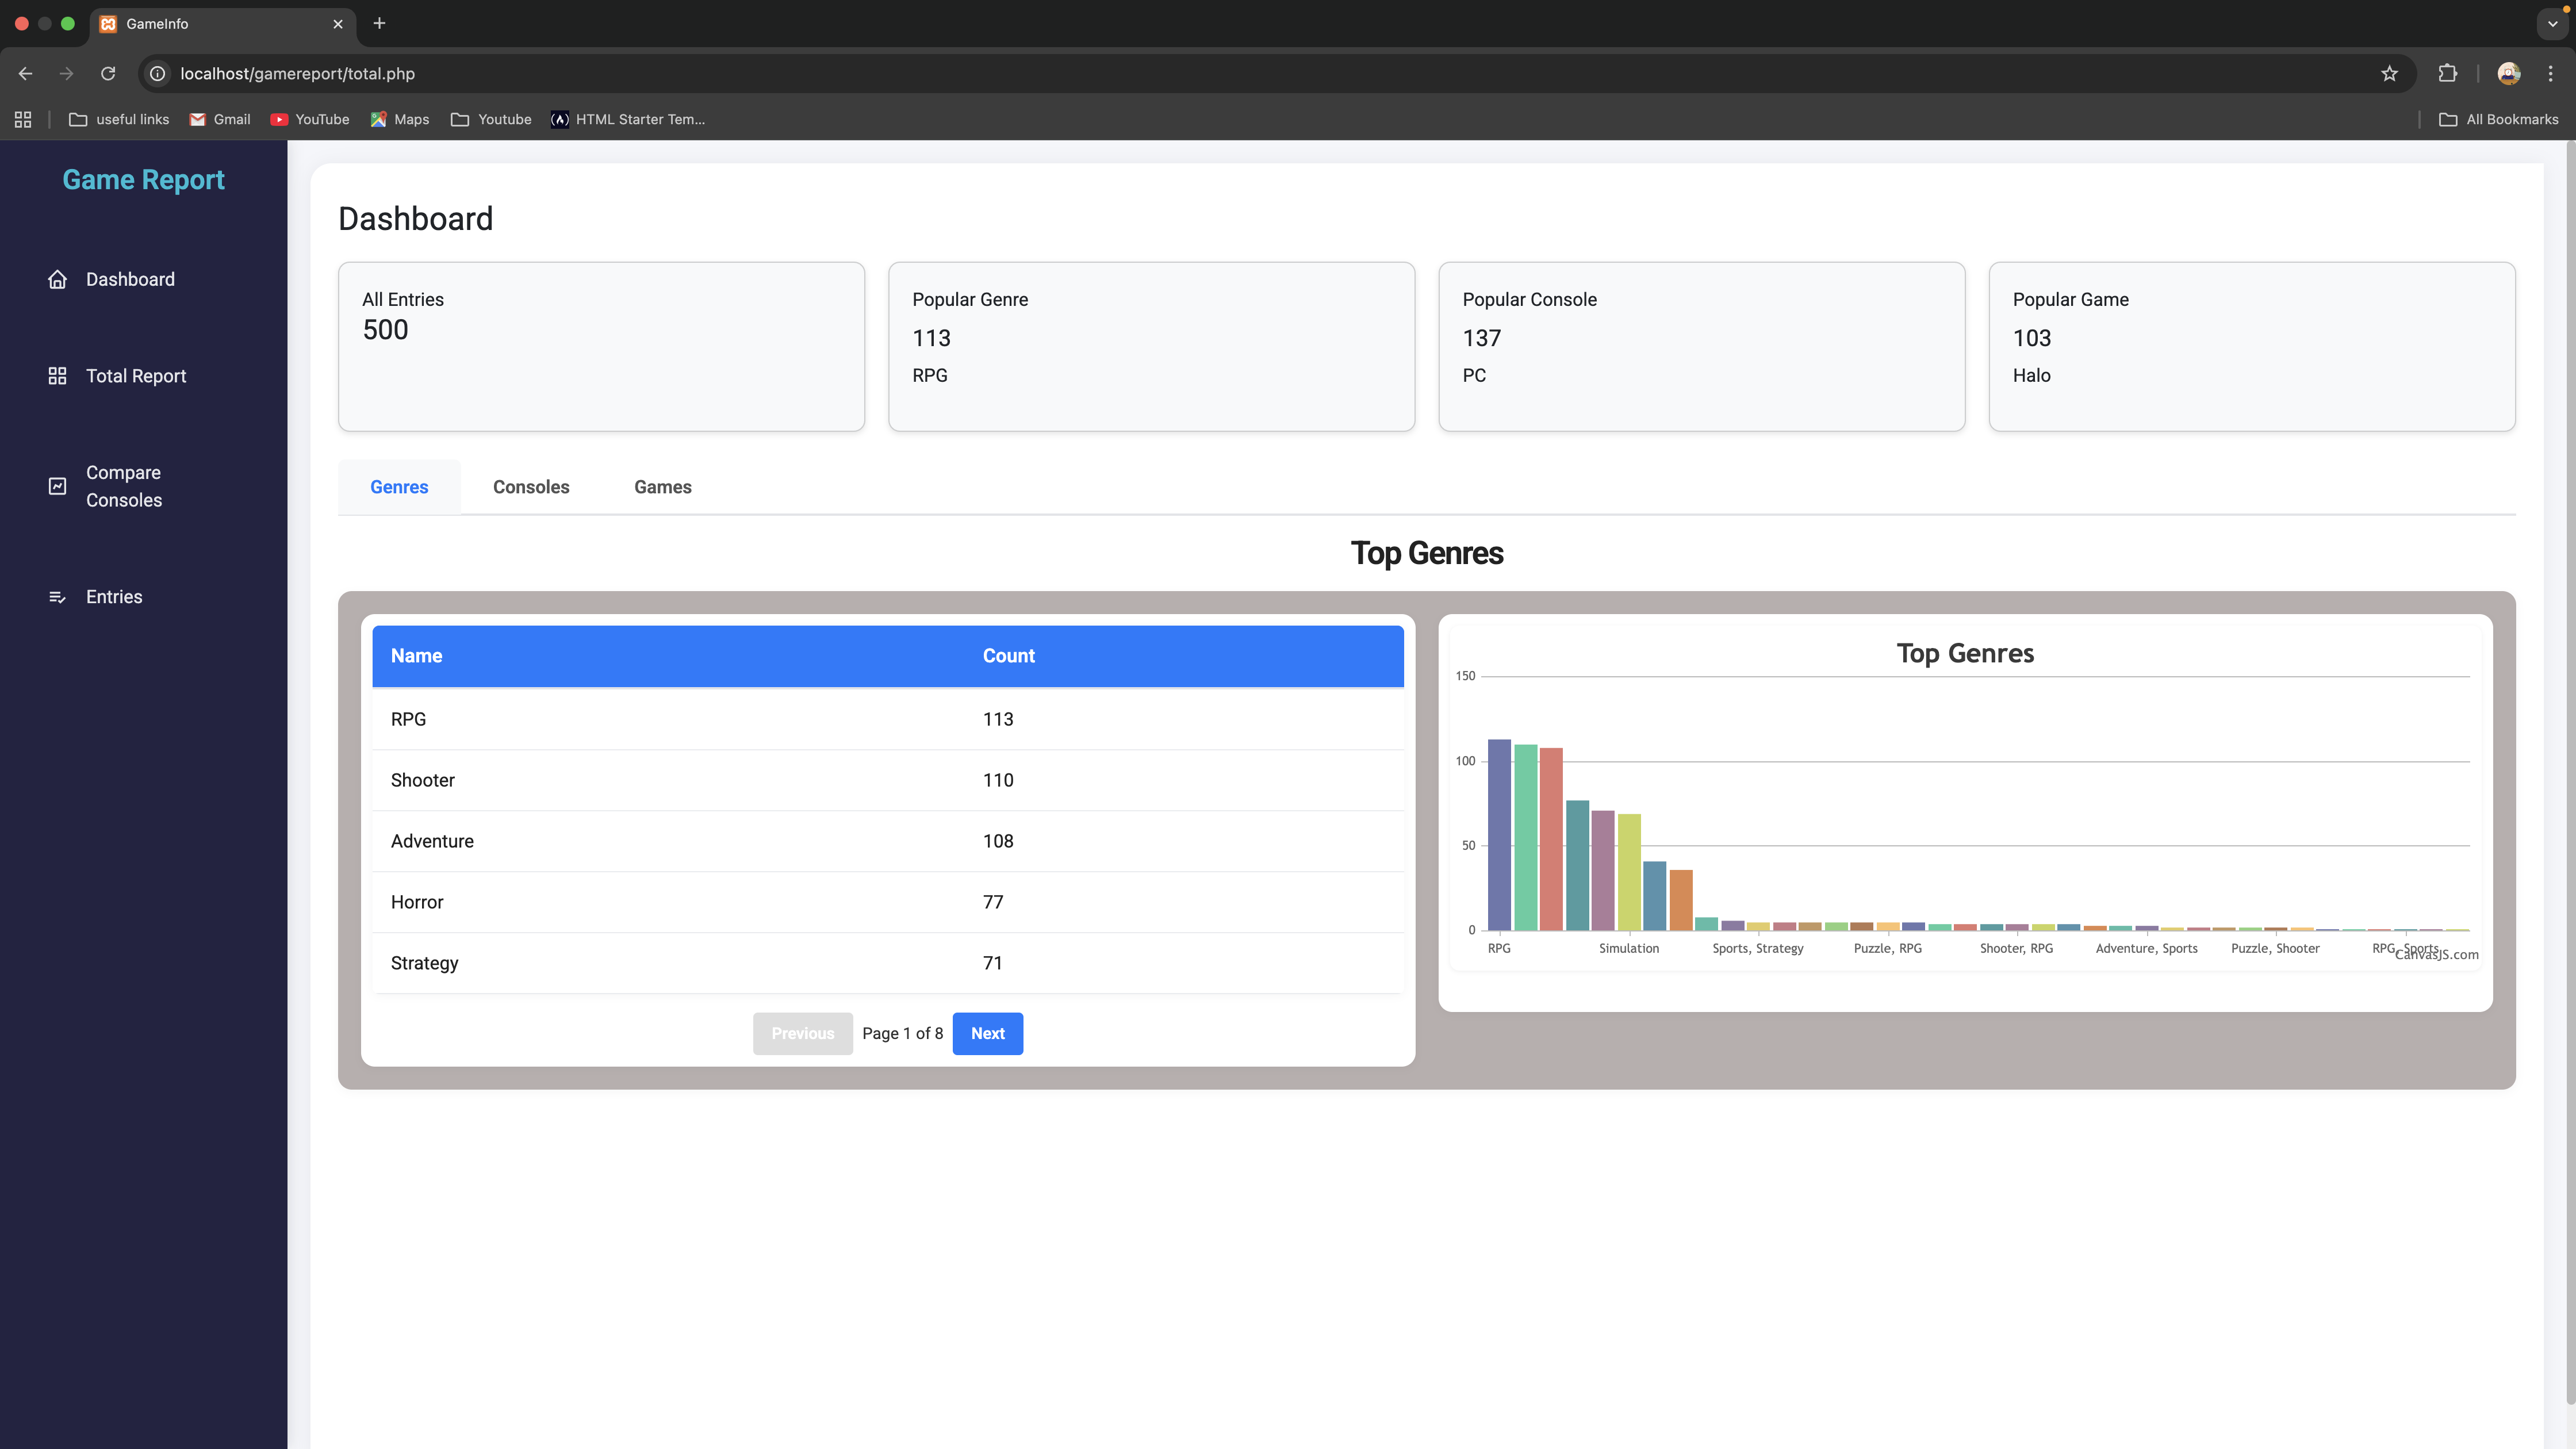 GameInfo
localhost/gamereport/total.php
useful links Gmail YouTube Maps Youtube HTML Starter Tem... All Bookmarks
Game Report
Dashboard
Total Report
Compare
Consoles
Entries
Dashboard
All Entries
500
Popular Genre
113
RPG
Popular Console
137
PC
Popular Game
103
Halo
Genres Consoles Games
Top Genres
Name Count
RPG 113
Shooter 110
Adventure 108
Horror 77
Strategy 71
Previous Page 1 of 8 Next
Top Genres
150
100
50
0
RPG Simulation Sports, Strategy Puzzle, RPG Shooter, RPG Adventure, Sports Puzzle, Shooter RPG, Sports
CanvasJS.com